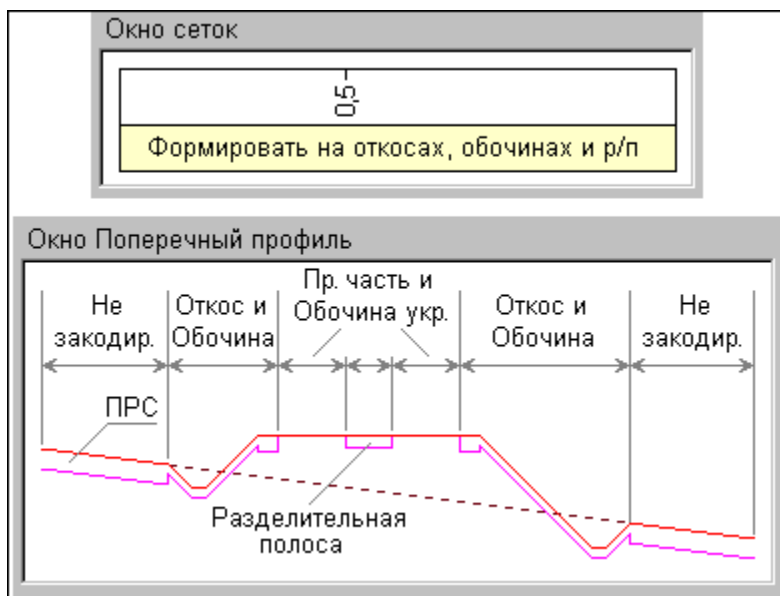 Окно сеток
0,5
Формировать на откосах, обочинах и р/п
Окно Поперечный профиль
Не
закодир.
Откос и
Обочина
Пр. часть и
Обочина укр.
Откос и
Обочина
Не
закодир.
ПРС
Разделительная
полоса